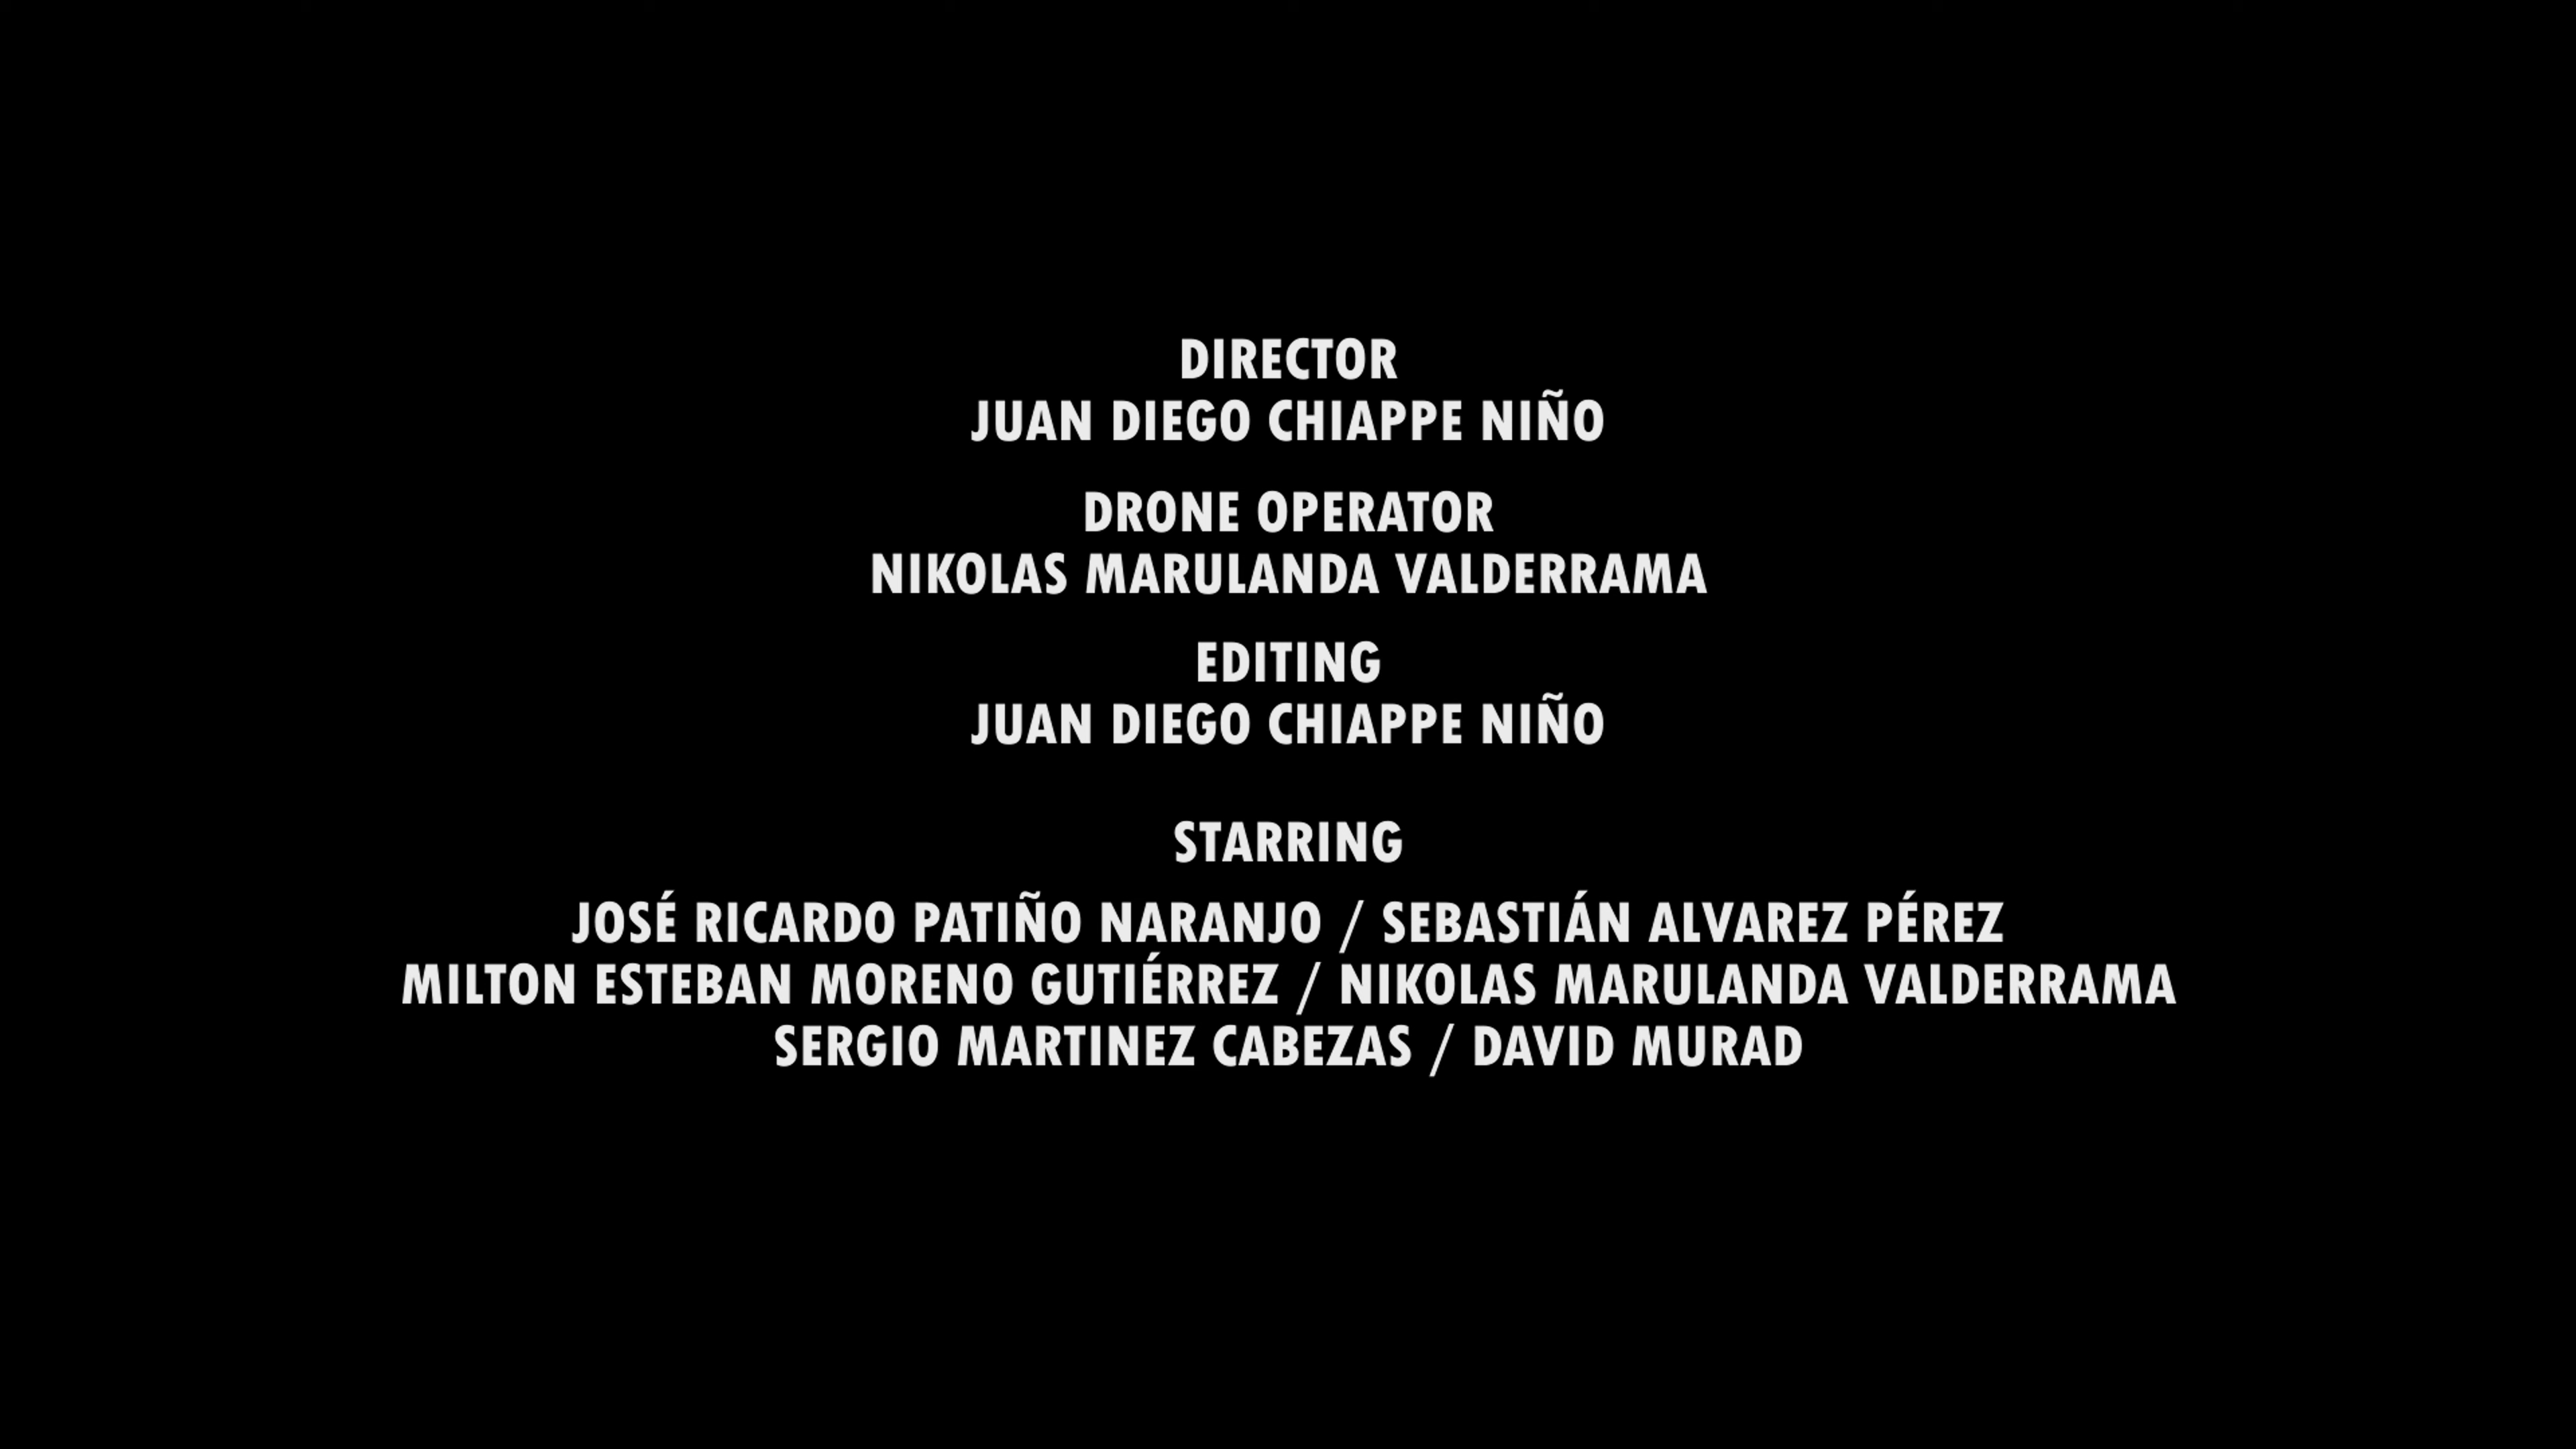 DIRECTOR
JUAN DIEGO CHIAPPE NIÑO
DRONE OPERATOR
NIKOLAS MARULANDA VALDERRAMA
EDITING
JUAN DIEGO CHIAPPE NIÑO
STARRING
JOSÉ RICARDO PATIÑO NARANJO / SEBASTIÁN ALVAREZ PÉREZ
MILTON ESTEBAN MORENO GUTIÉRREZ / NIKOLAS MARULANDA VALDERRAMA
SERGIO MARTINEZ CABEZAS / DAVID MURAD